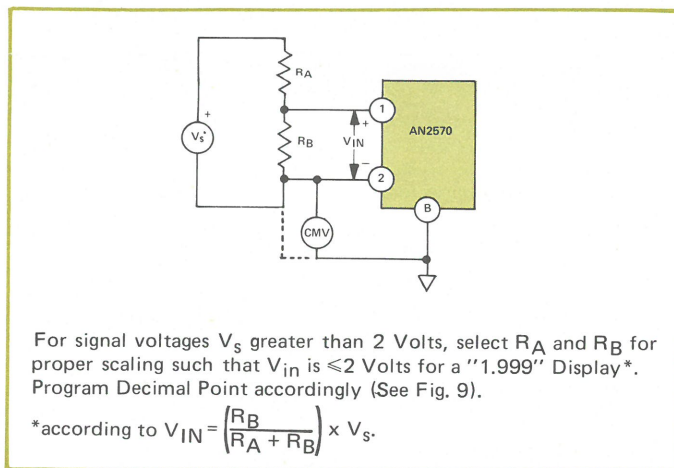 RA
AN2570
1
+
+
Vs*
RB
VIN
−
2
B
CMV
For signal voltages Vs greater than 2 Volts, select RA and RB for
proper scaling such that Vin is ⩽2 Volts for a "1.999" Display*.
Program Decimal Point accordingly (See Fig. 9).
*according to VIN = (RB / RA + RB) x Vs.